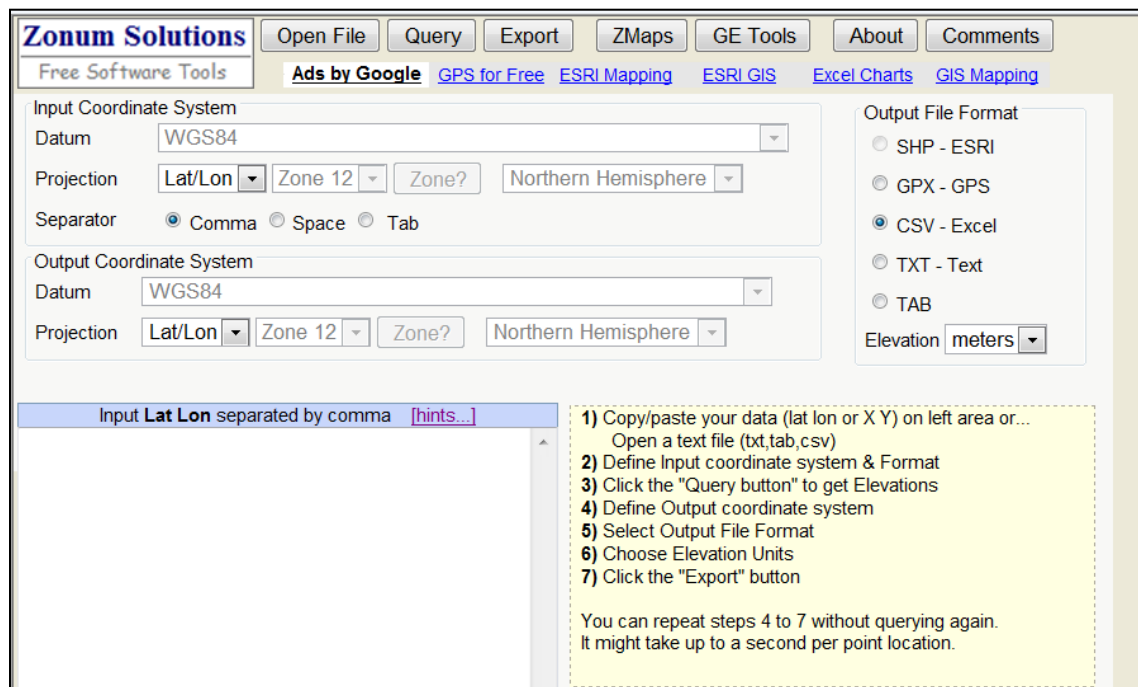 Zonum Solutions
Free Software Tools
Open File Query Export ZMaps GE Tools About Comments
Ads by Google GPS for Free ESRI Mapping ESRI GIS Excel Charts GIS Mapping
Input Coordinate System
Datum WGS84
Projection Lat/Lon Zone 12 Zone? Northern Hemisphere
Separator Comma Space Tab
Output Coordinate System
Datum WGS84
Projection Lat/Lon Zone 12 Zone? Northern Hemisphere
Output File Format
SHP - ESRI
GPX - GPS
CSV - Excel
TXT - Text
TAB
Elevation meters
Input Lat Lon separated by comma [hints...]
1) Copy/paste your data (lat lon or X Y) on left area or...
Open a text file (txt,tab,csv)
2) Define Input coordinate system & Format
3) Click the "Query button" to get Elevations
4) Define Output coordinate system
5) Select Output File Format
6) Choose Elevation Units
7) Click the "Export" button
You can repeat steps 4 to 7 without querying again.
It might take up to a second per point location.